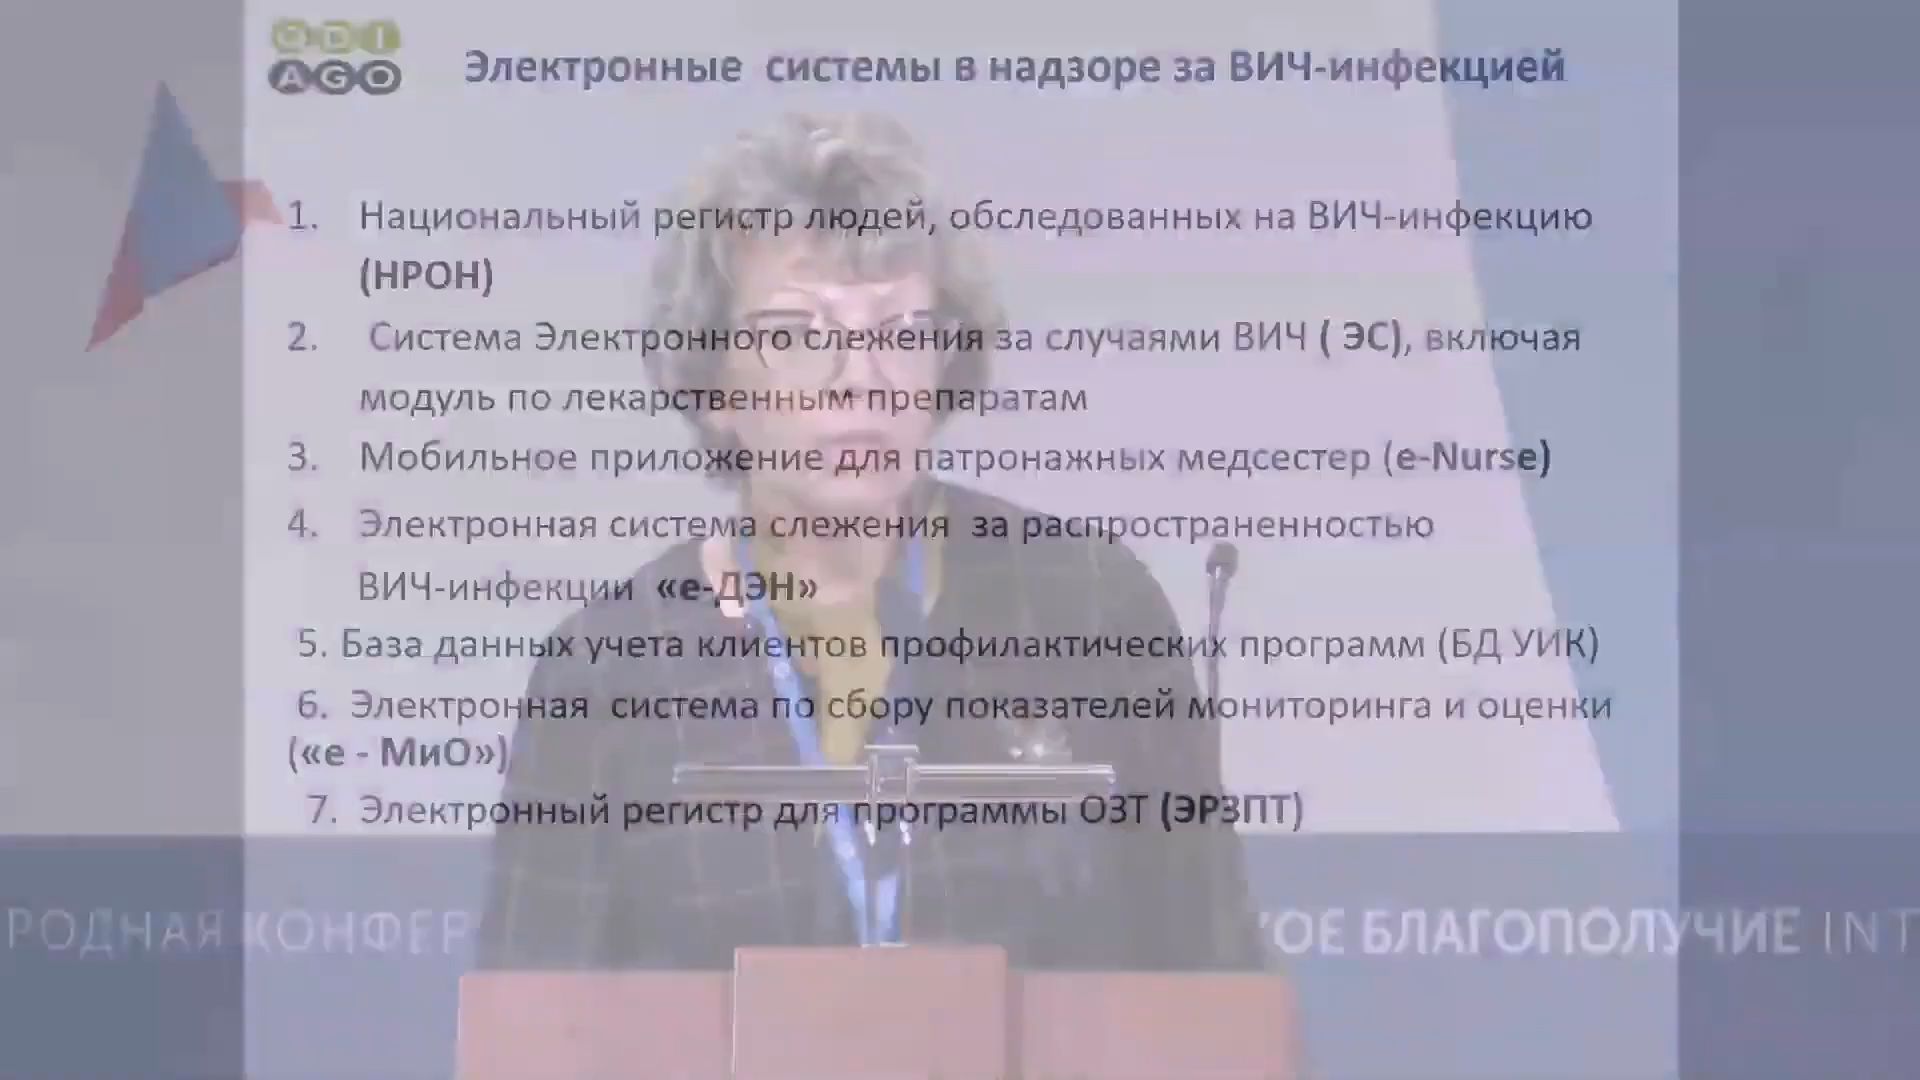 ODI
AGO
Электронные системы в надзоре за ВИЧ-инфекцией
1. Национальный регистр людей, обследованных на ВИЧ-инфекцию
(НРОН)
2. Система Электронного слежения за случаями ВИЧ ( ЭС), включая
модуль по лекарственным препаратам
3. Мобильное приложение для патронажных медсестер (e-Nurse)
4. Электронная система слежения за распространенностью
ВИЧ-инфекции «е-ДЭН»
5. База данных учета клиентов профилактических программ (БД УИК)
6. Электронная система по сбору показателей мониторинга и оценки
(«е - МиО»)
7. Электронный регистр для программы ОЗТ (ЭРЗПТ)
РОДНАЯ КОНФЕР КОЕ БЛАГОПОЛУЧИЕ INT